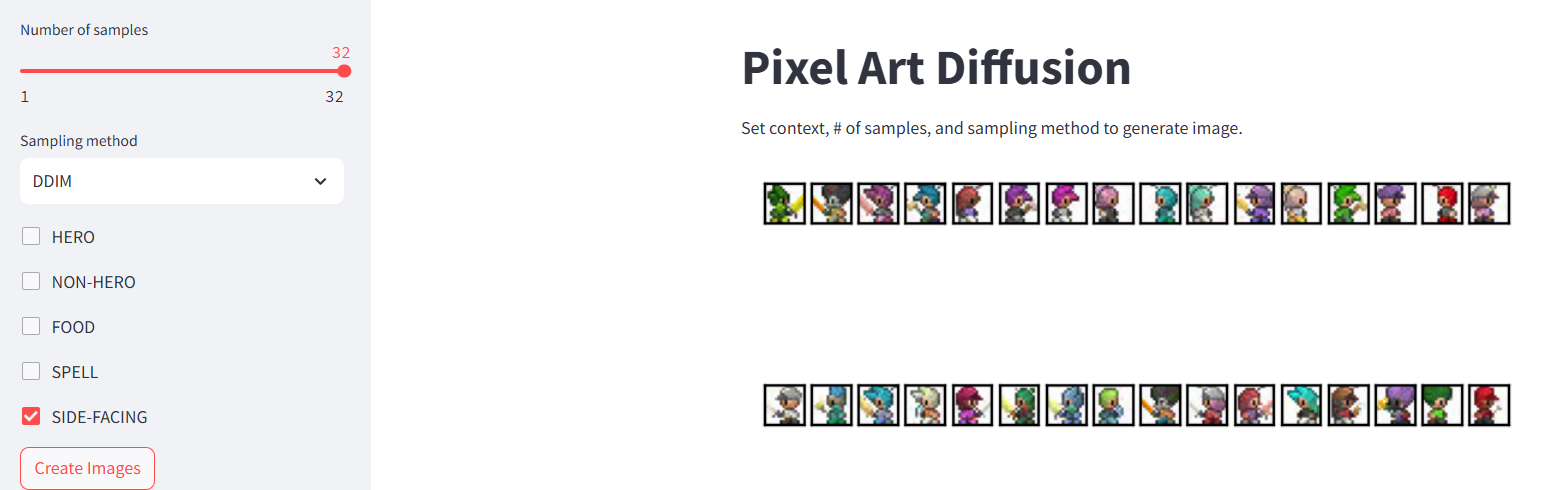 Number of samples
32
1 32
Sampling method
DDIM
HERO
NON-HERO
FOOD
SPELL
SIDE-FACING
Create Images
Pixel Art Diffusion
Set context, # of samples, and sampling method to generate image.